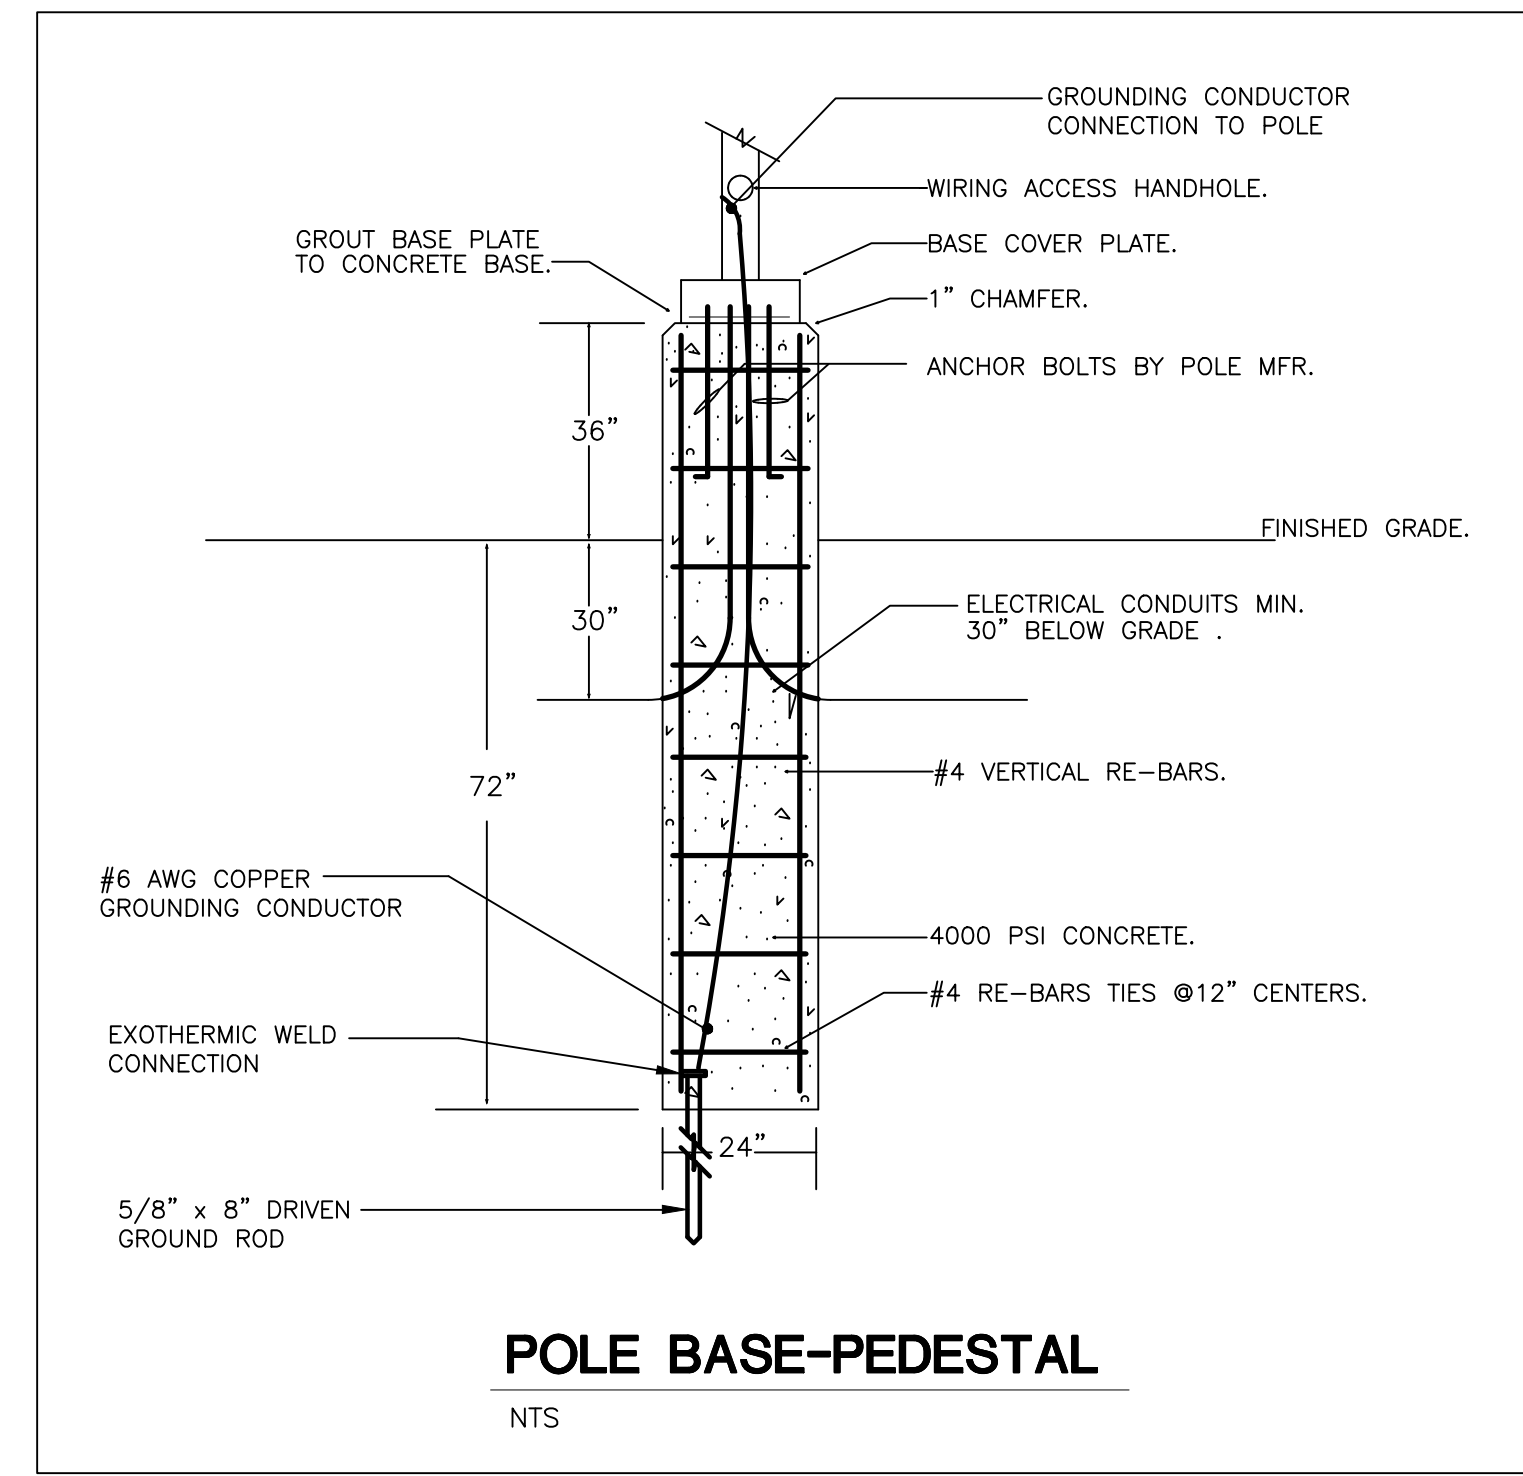 GROUNDING CONDUCTOR
CONNECTION TO POLE
WIRING ACCESS HANDHOLE.
GROUT BASE PLATE
TO CONCRETE BASE.
BASE COVER PLATE.
1” CHAMFER.
ANCHOR BOLTS BY POLE MFR.
36”
FINISHED GRADE.
30”
ELECTRICAL CONDUITS MIN.
30” BELOW GRADE .
72”
#4 VERTICAL RE-BARS.
#6 AWG COPPER
GROUNDING CONDUCTOR
4000 PSI CONCRETE.
#4 RE-BARS TIES @12” CENTERS.
EXOTHERMIC WELD
CONNECTION
24”
5/8” x 8” DRIVEN
GROUND ROD
POLE BASE-PEDESTAL
NTS